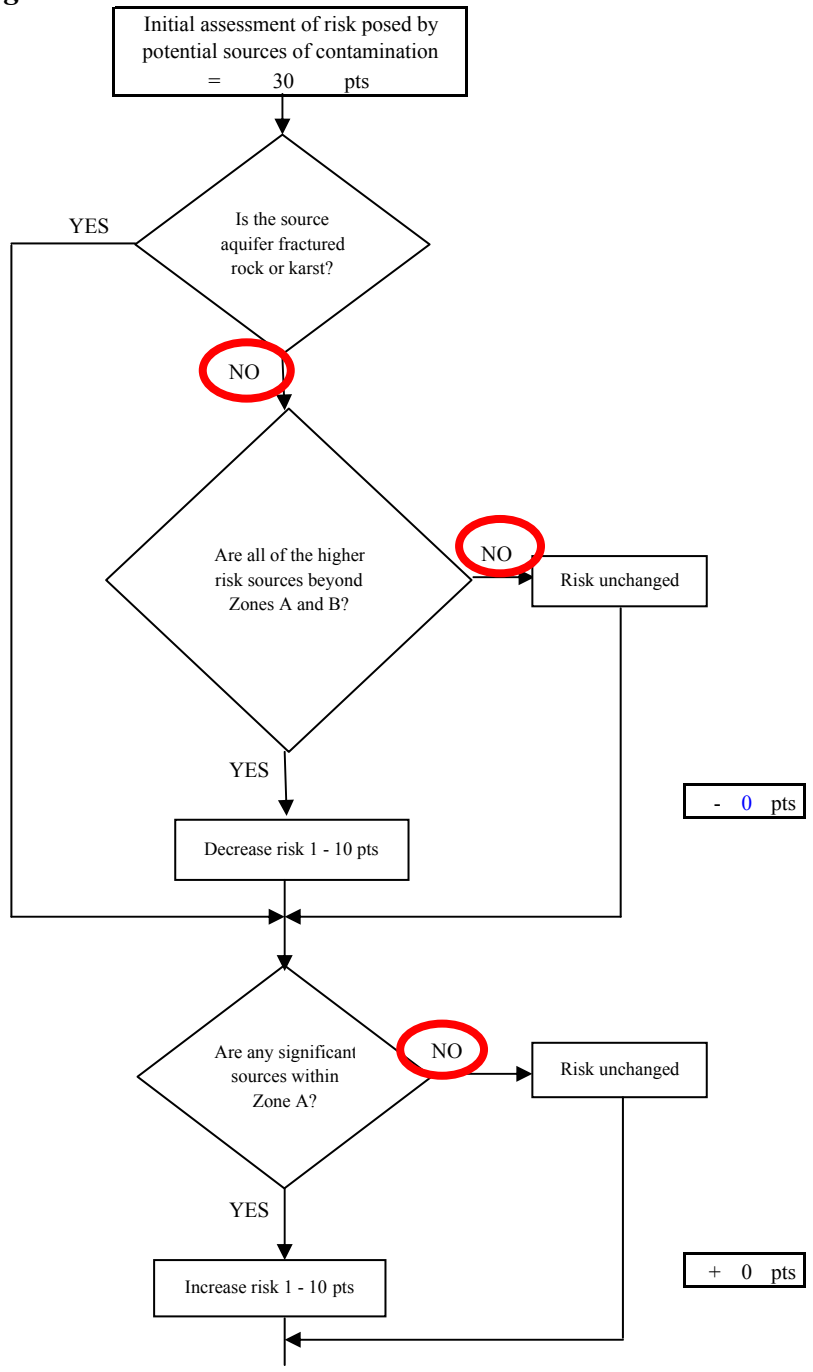 g
Initial assessment of risk posed by
potential sources of contamination
= 30 pts
YES
Is the source
aquifer fractured
rock or karst?
NO
Are all of the higher
risk sources beyond
Zones A and B?
NO
Risk unchanged
YES
- 0 pts
Decrease risk 1 - 10 pts
Are any significant
sources within
Zone A?
NO
Risk unchanged
YES
+ 0 pts
Increase risk 1 - 10 pts